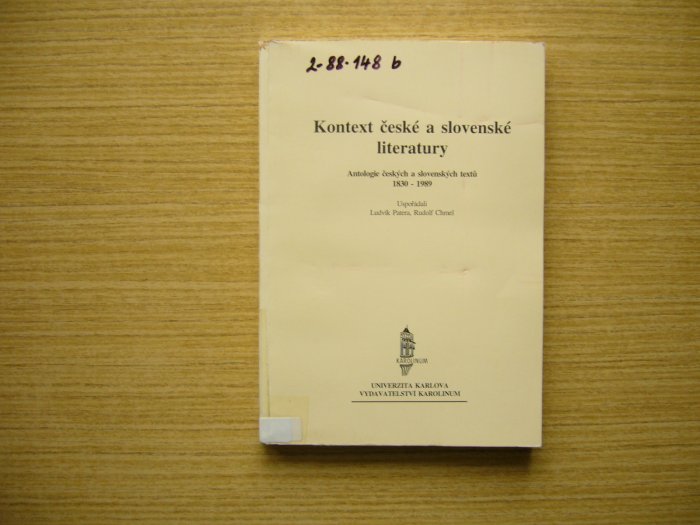 2-88-148 b
Kontext české a slovenské
literatury
Antologie českých a slovenských textů
1830 - 1989
Uspořádali
Ludvík Patera, Rudolf Chmel
KAROLINUM
UNIVERZITA KARLOVA
VYDAVATELSTVÍ KAROLINUM